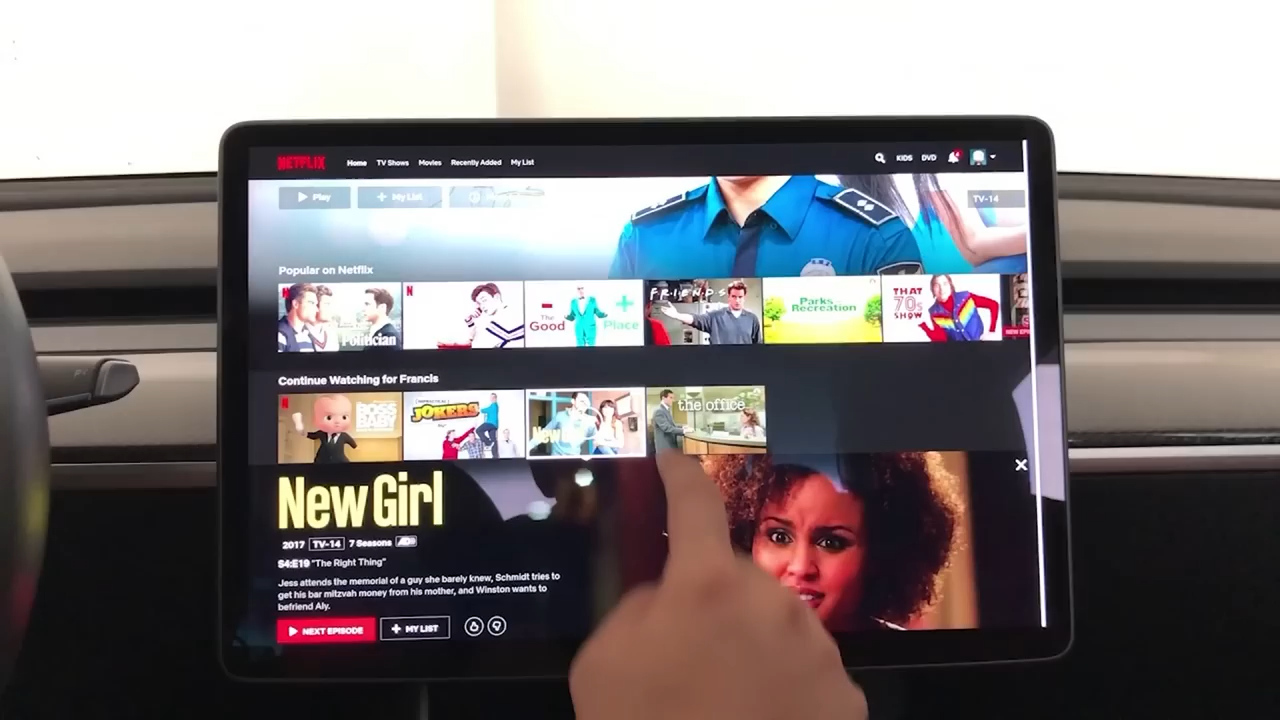 NETFLIX Home TV Shows Movies Recently Added My List KIDS DVD
Play My List TV-14
Popular on Netflix
Politician
N
The Good Place
FRIENDS
Parks Recreation
THAT 70s SHOW
NEW
Continue Watching for Francis
BOSS BABY
JOKERS
New
the office
New Girl
2017 TV-14 7 Seasons AD
S4:E19 "The Right Thing"
Jess attends the memorial of a guy she barely knew, Schmidt tries to
get his bar mitzvah money from his mother, and Winston wants to
befriend Aly.
NEXT EPISODE MY LIST